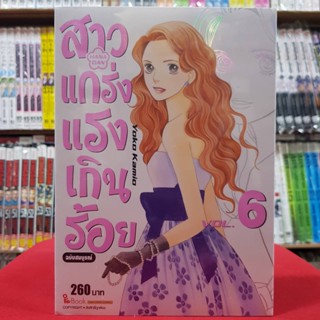 สาว
แกร่ง
แรง
เกิน
ร้อย
Yoko Kamio
ฉบับสมบูรณ์
VOL. 6
260 บาท
Book